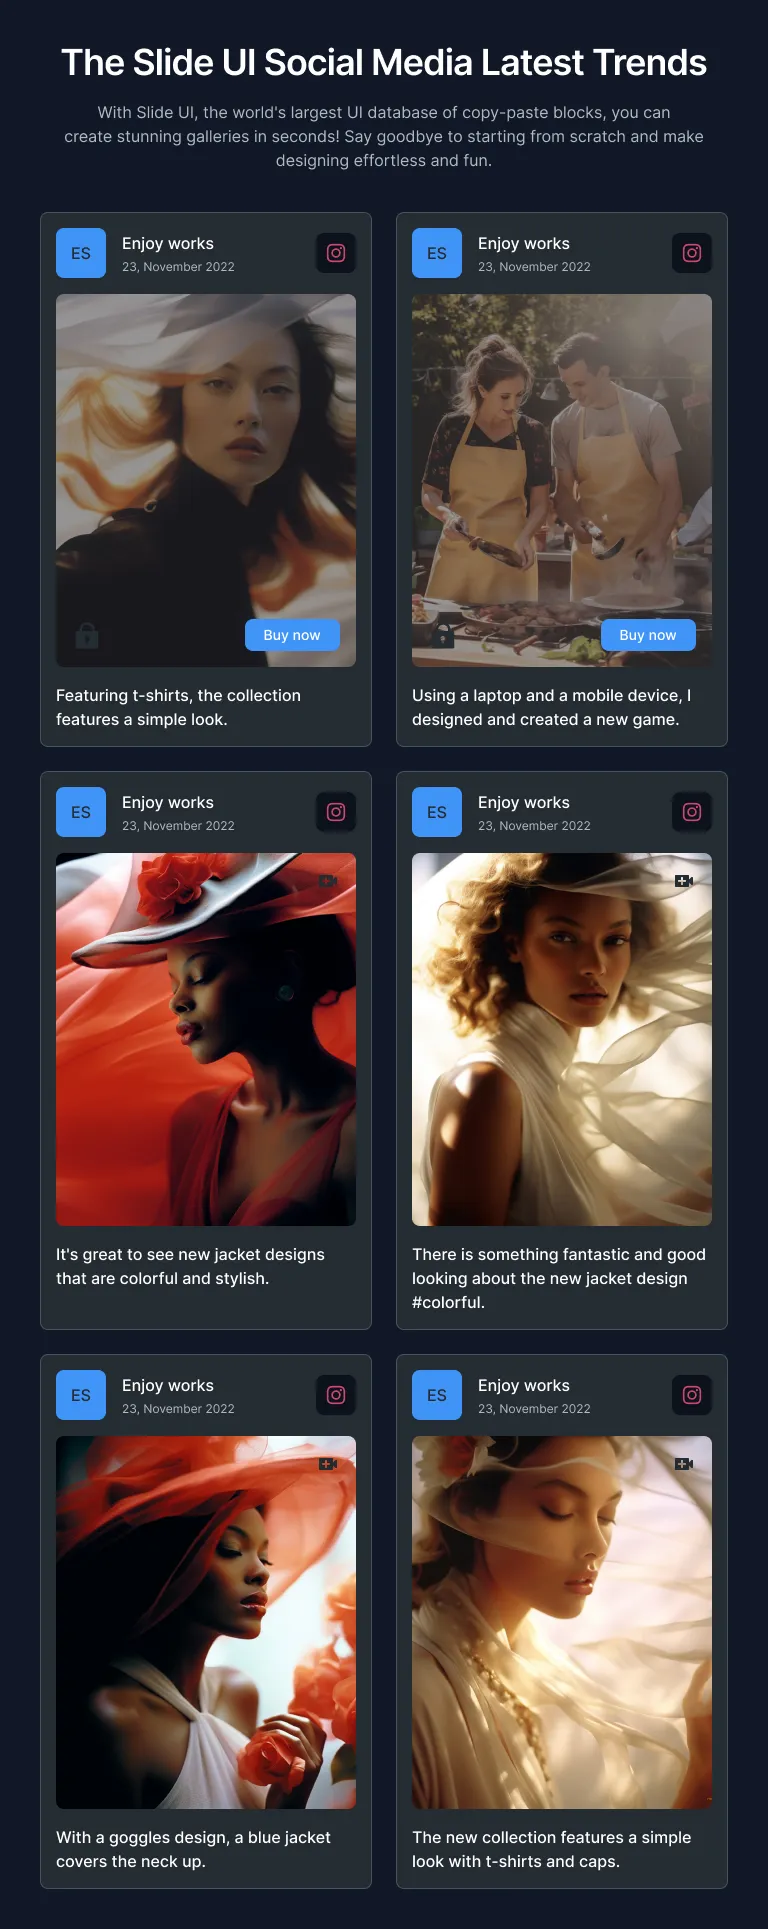 The Slide UI Social Media Latest Trends
With Slide UI, the world's largest UI database of copy-paste blocks, you can
create stunning galleries in seconds! Say goodbye to starting from scratch and make
designing effortless and fun.
ES
Enjoy works
23, November 2022
Buy now
Featuring t-shirts, the collection
features a simple look.
ES
Enjoy works
23, November 2022
Buy now
Using a laptop and a mobile device, I
designed and created a new game.
ES
Enjoy works
23, November 2022
It's great to see new jacket designs
that are colorful and stylish.
ES
Enjoy works
23, November 2022
There is something fantastic and good
looking about the new jacket design
#colorful.
ES
Enjoy works
23, November 2022
With a goggles design, a blue jacket
covers the neck up.
ES
Enjoy works
23, November 2022
The new collection features a simple
look with t-shirts and caps.